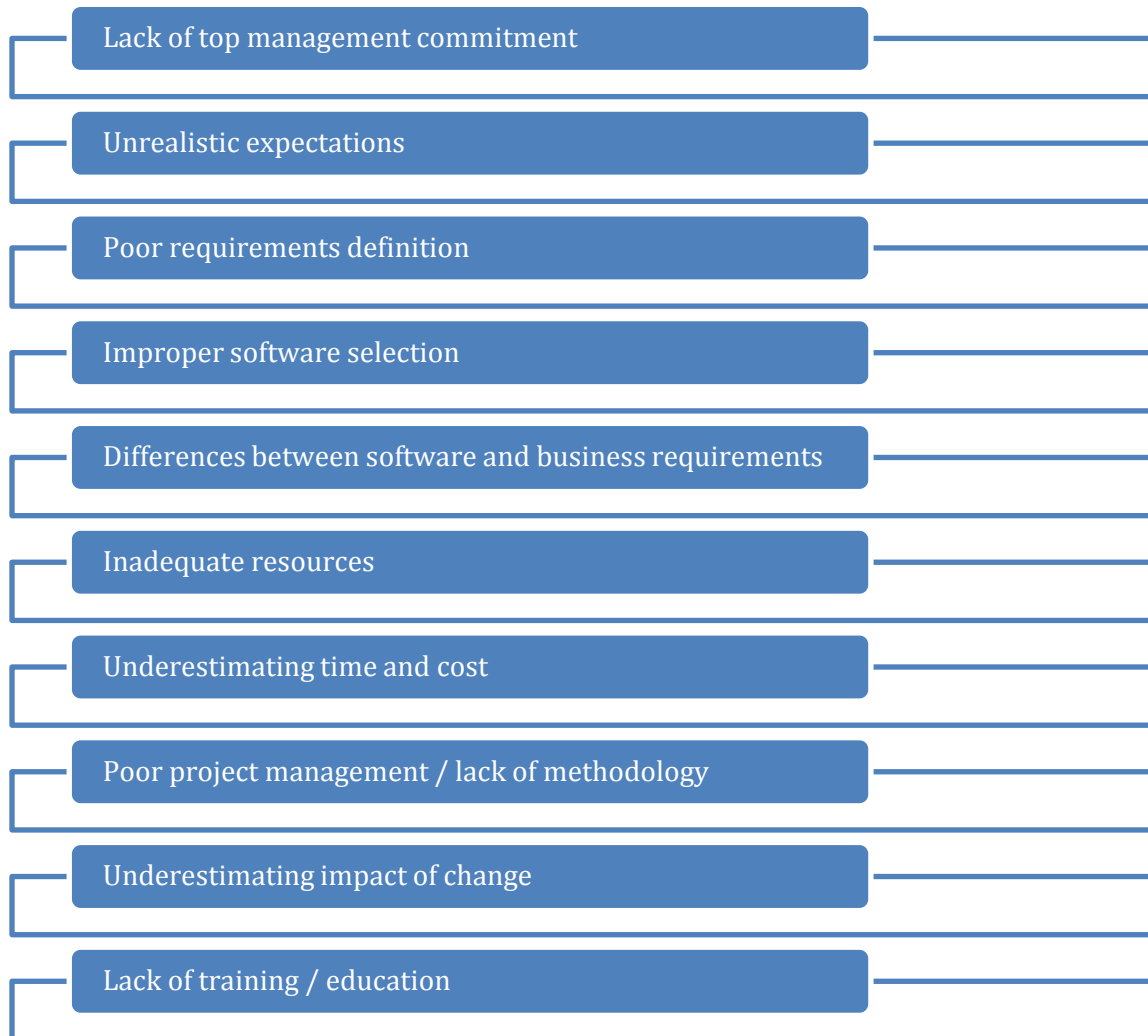 Lack of top management commitment
Unrealistic expectations
Poor requirements definition
Improper software selection
Differences between software and business requirements
Inadequate resources
Underestimating time and cost
Poor project management / lack of methodology
Underestimating impact of change
Lack of training / education